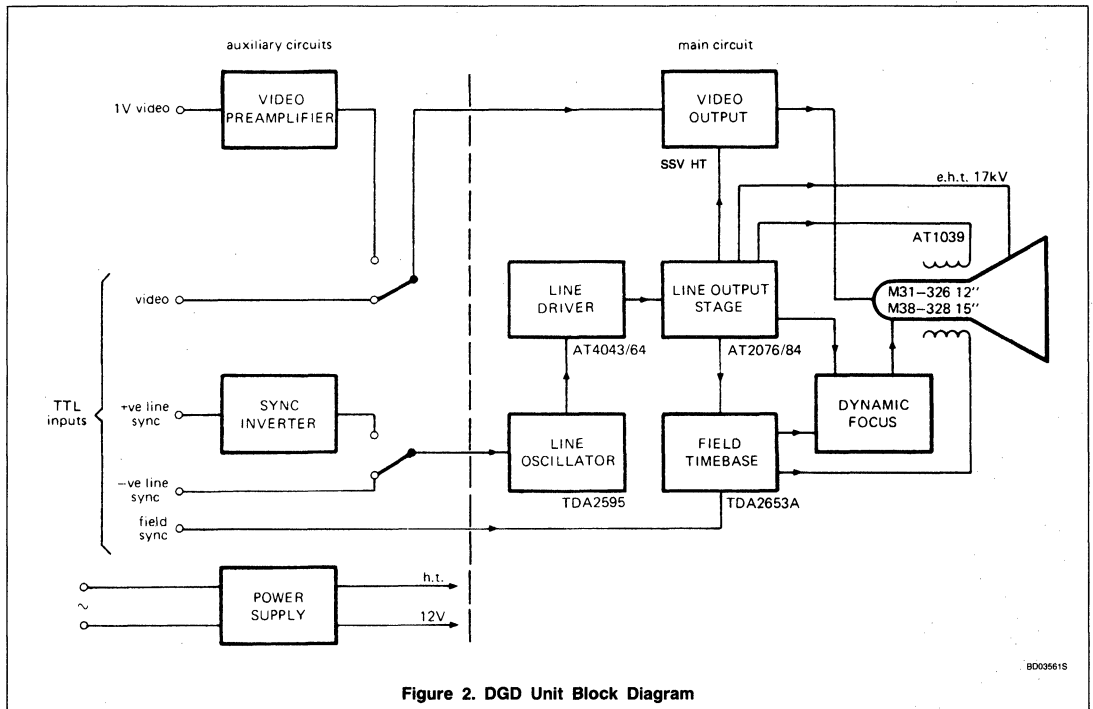 auxiliary circuits
main circuit
1V video
VIDEO
PREAMPLIFIER
VIDEO
OUTPUT
SSV HT
e.h.t. 17kV
AT1039
video
LINE
DRIVER
AT4043/64
LINE OUTPUT
STAGE
AT2076/84
M31-326 12"
M38-328 15"
TTL
inputs
+ve line
sync
SYNC
INVERTER
LINE
OSCILLATOR
TDA2595
FIELD
TIMEBASE
TDA2653A
DYNAMIC
FOCUS
-ve line
sync
field
sync
~
POWER
SUPPLY
h.t.
12V
BD03561S
Figure 2. DGD Unit Block Diagram